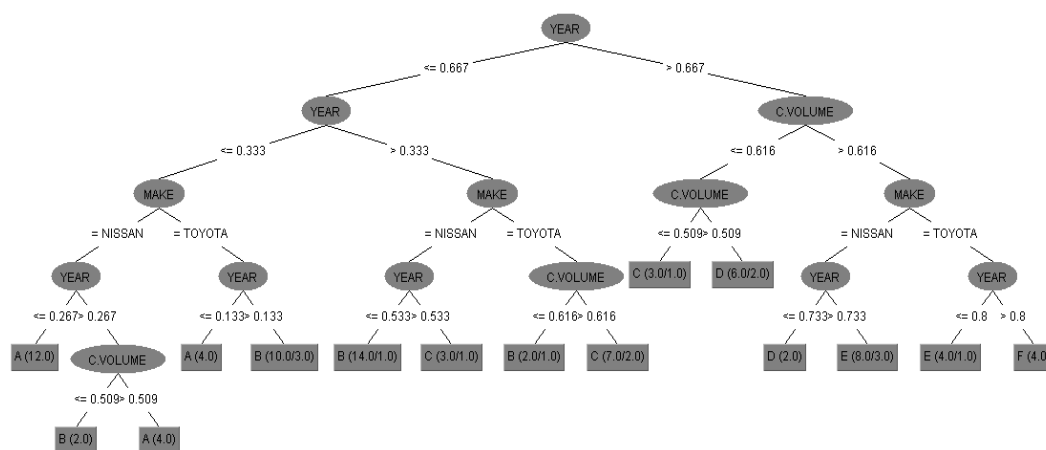 YEAR
<= 0.667 > 0.667
YEAR C.VOLUME
<= 0.333 > 0.333 <= 0.616 > 0.616
MAKE MAKE C.VOLUME MAKE
= NISSAN = TOYOTA = NISSAN = TOYOTA <= 0.509 > 0.509 = NISSAN = TOYOTA
YEAR YEAR YEAR C.VOLUME C (3.0/1.0) D (6.0/2.0) YEAR YEAR
<= 0.267 > 0.267 <= 0.133 > 0.133 <= 0.533 > 0.533 <= 0.616 > 0.616 <= 0.733 > 0.733 <= 0.8 > 0.8
A (12.0) C.VOLUME A (4.0) B (10.0/3.0) B (14.0/1.0) C (3.0/1.0) B (2.0/1.0) C (7.0/2.0) D (2.0) E (8.0/3.0) E (4.0/1.0) F (4.0
<= 0.509 > 0.509
B (2.0) A (4.0)